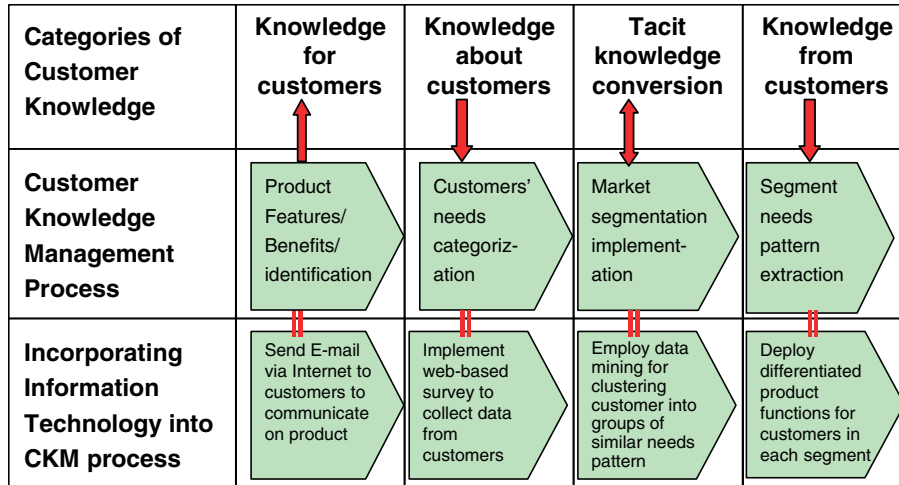 Categories of
Customer
Knowledge
Knowledge
for
customers
Knowledge
about
customers
Tacit
knowledge
conversion
Knowledge
from
customers
Customer
Knowledge
Management
Process
Product
Features/
Benefits/
identification
Customers’
needs
categoriz-
ation
Market
segmentation
implement-
ation
Segment
needs
pattern
extraction
Incorporating
Information
Technology into
CKM process
Send E-mail
via Internet to
customers to
communicate
on product
Implement
web-based
survey to
collect data
from
customers
Employ data
mining for
clustering
customer into
groups of
similar needs
pattern
Deploy
differentiated
product
functions for
customers in
each segment